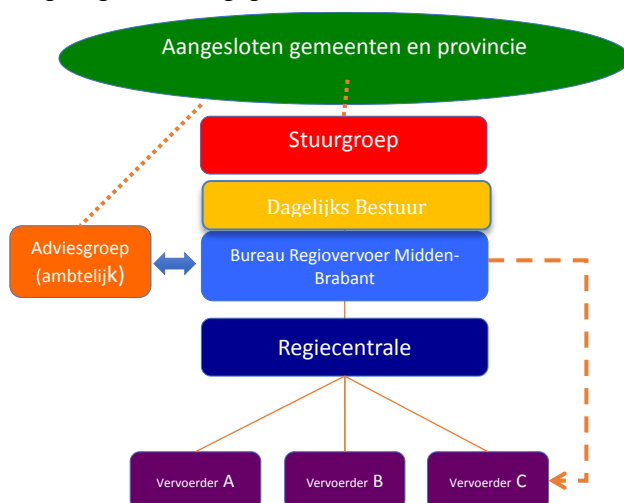 Aangesloten gemeenten en provincie
Stuurgroep
Dagelijks Bestuur
Adviesgroep
(ambtelijk)
Bureau Regiovervoer Midden-
Brabant
Regiecentrale
Vervoerder A
Vervoerder B
Vervoerder C